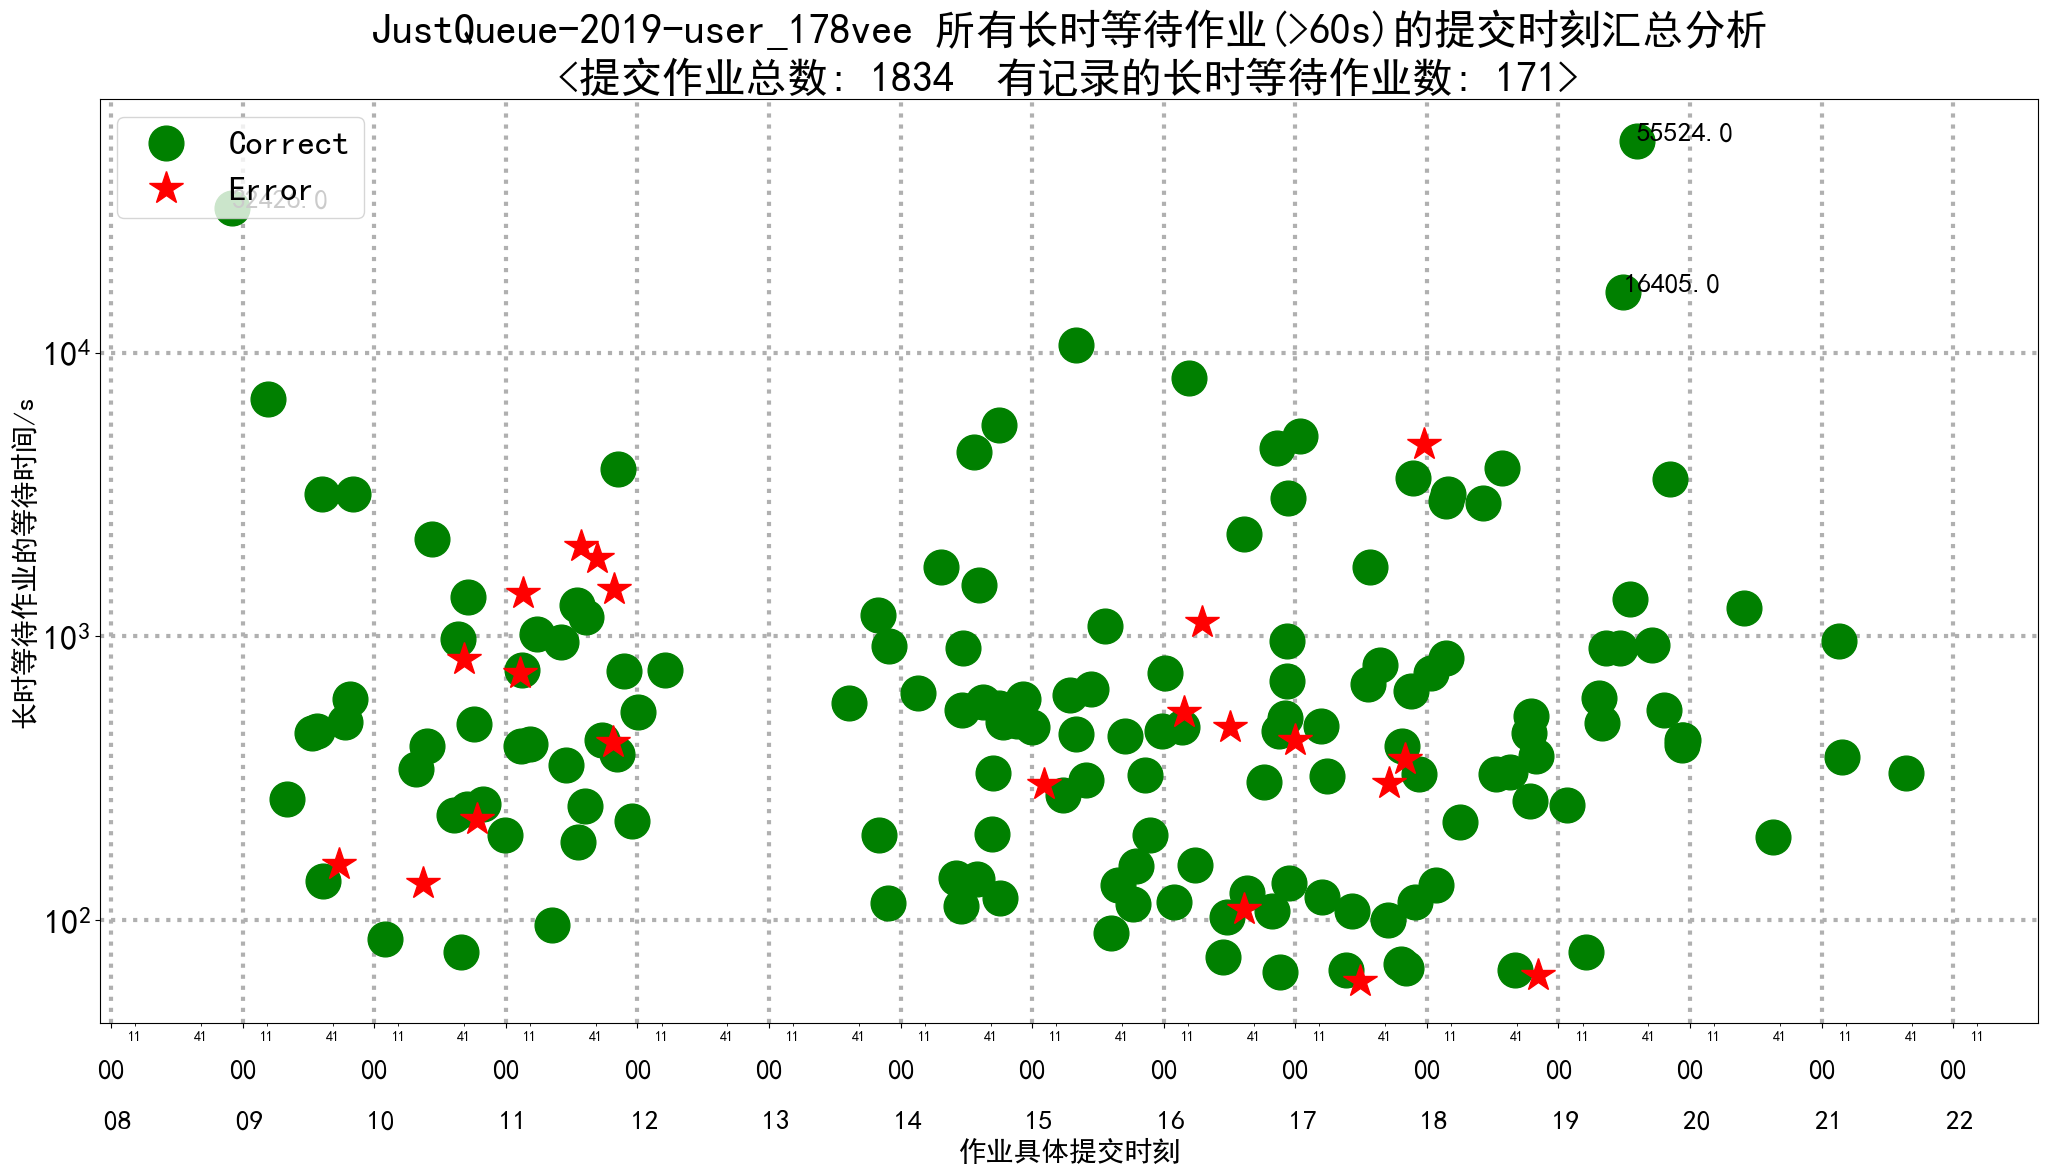 JustQueue-2019-user_178vee 所有长时等待作业(>60s)的提交时刻汇总分析
<提交作业总数: 1834 有记录的长时等待作业数: 171>
Correct
Error
55524.0
16405.0
10⁴
10³
10²
长时等待作业的等待时间/s
11 41 11 41 11 41 11 41 11 41 11 41 11 41 11 41 11 41 11 41 11 41 11 41 11 41 11 41 11
00 00 00 00 00 00 00 00 00 00 00 00 00 00 00
08 09 10 11 12 13 14 15 16 17 18 19 20 21 22
作业具体提交时刻